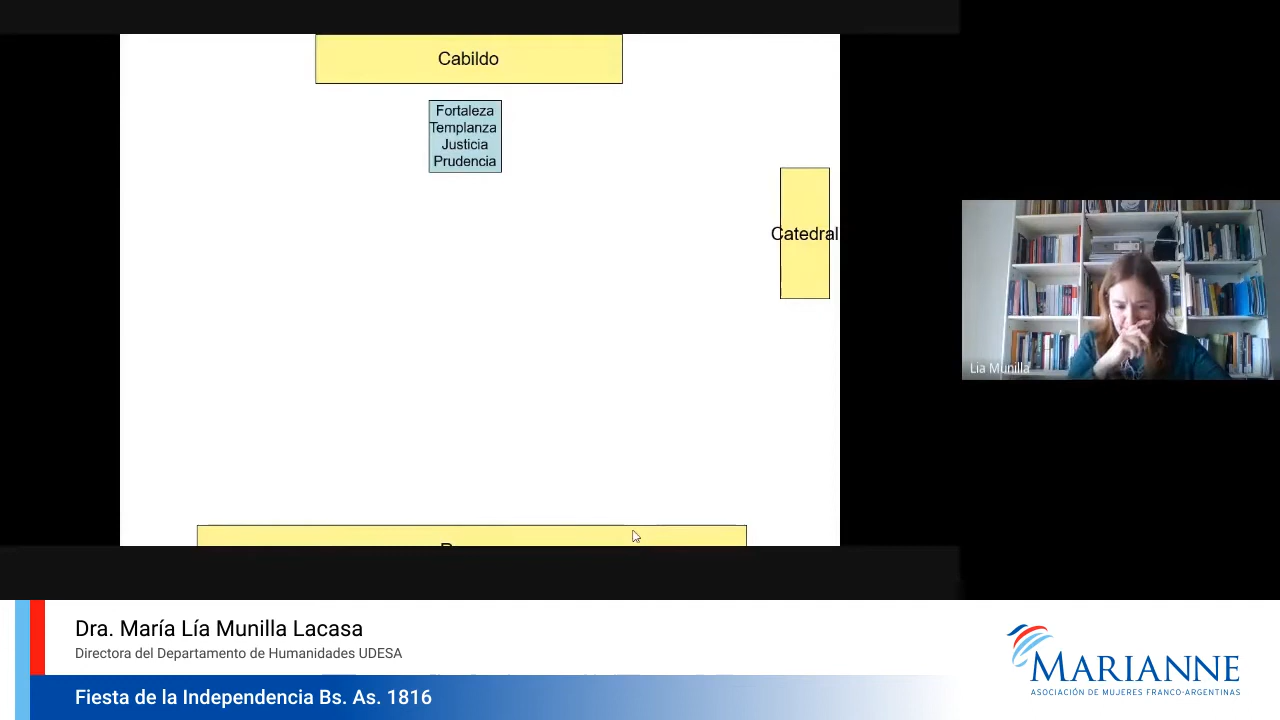 Cabildo
Fortaleza
Templanza
Justicia
Prudencia
Catedral
Lia Munilla
Dra. María Lía Munilla Lacasa
Directora del Departamento de Humanidades UDESA
Fiesta de la Independencia Bs. As. 1816
MARIANNE
ASOCIACIÓN DE MUJERES FRANCO-ARGENTINAS